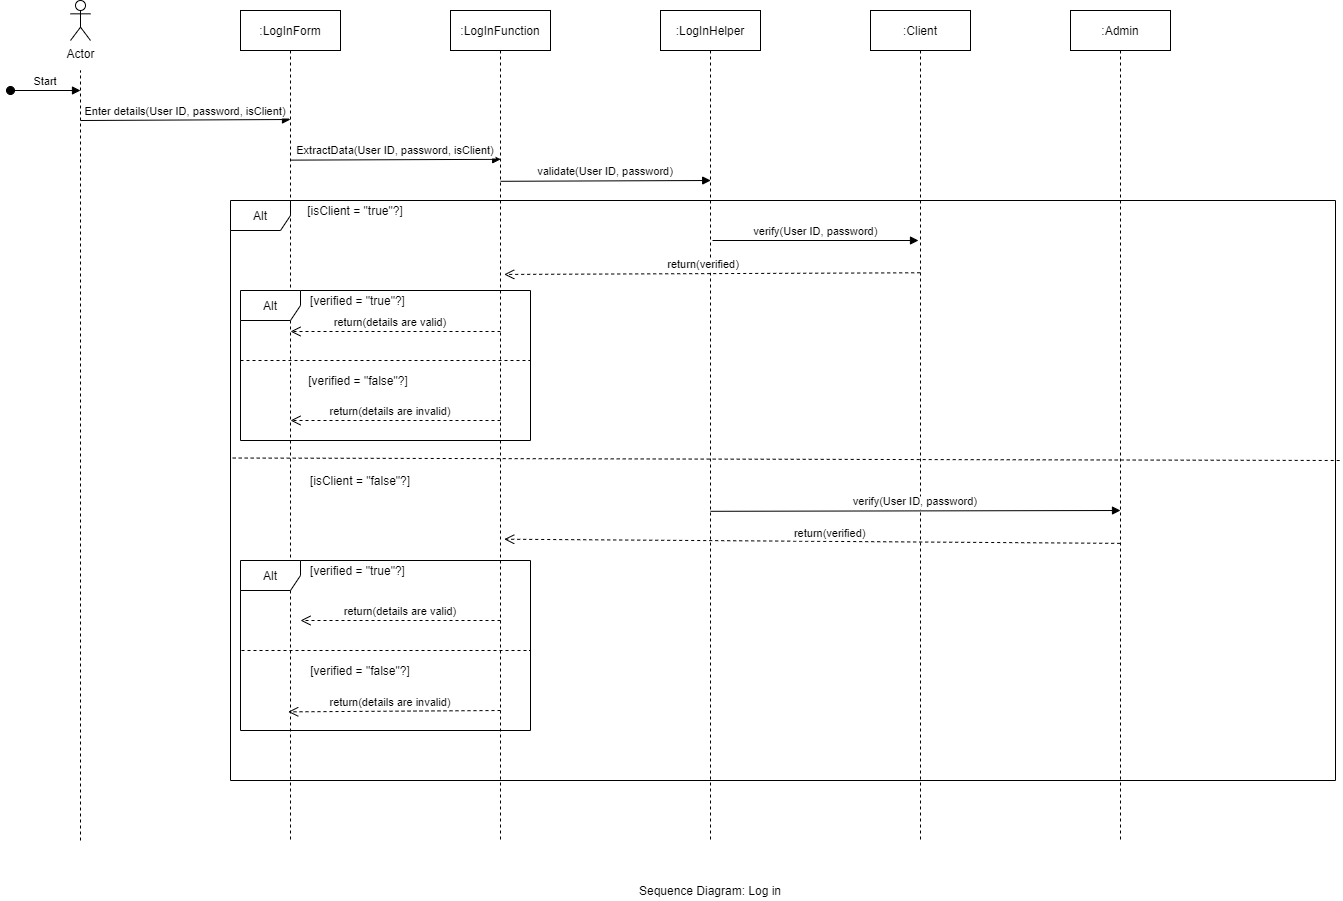 :LogInForm
:LogInFunction
:LogInHelper
:Client
:Admin
Actor
Start
Enter details(User ID, password, isClient)
ExtractData(User ID, password, isClient)
validate(User ID, password)
Alt
[isClient = "true"?]
verify(User ID, password)
return(verified)
Alt
[verified = "true"?]
return(details are valid)
[verified = "false"?]
return(details are invalid)
[isClient = "false"?]
verify(User ID, password)
return(verified)
Alt
[verified = "true"?]
return(details are valid)
[verified = "false"?]
return(details are invalid)
Sequence Diagram: Log in